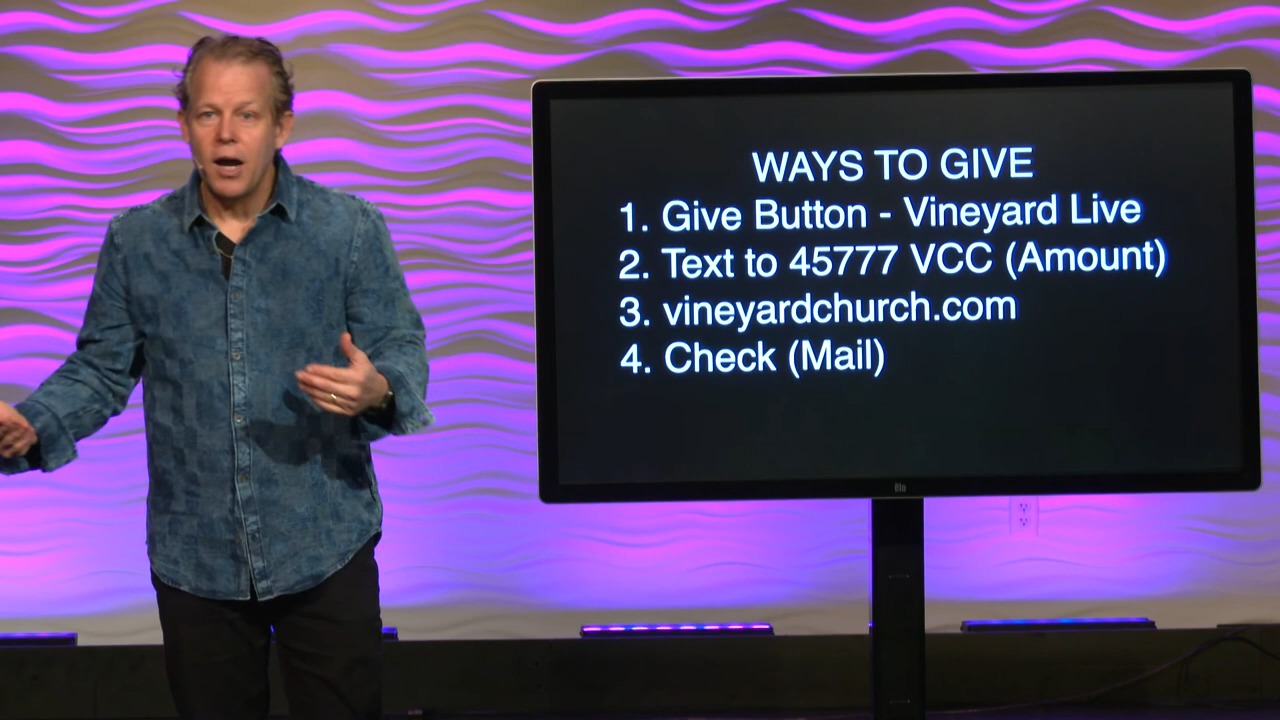 WAYS TO GIVE
1. Give Button - Vineyard Live
2. Text to 45777 VCC (Amount)
3. vineyardchurch.com
4. Check (Mail)
elo